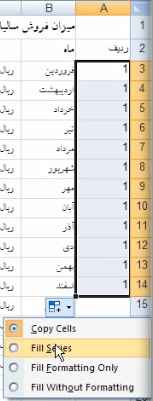 B A
میزان فروش سالیا 1
ردیف ماه 2
1 فروردین ریال 3
1 اردیبهشت ریال 4
1 خرداد ریال 5
1 تیر ریال 6
1 مرداد ریال 7
1 شهریور ریال 8
1 مهر ریال 9
1 آبان ریال 10
1 آذر ریال 11
1 دی ریال 12
1 بهمن ریال 13
1 اسفند ریال 14
ریال 15
Copy Cells
Fill Series
Fill Formatting Only
Fill Without Formatting